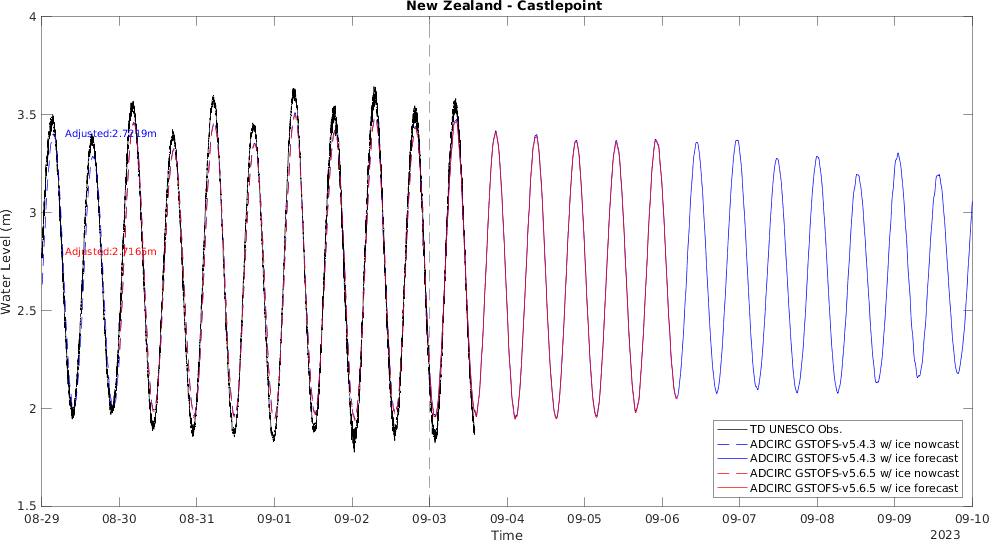 New Zealand - Castlepoint
4
3.5
3
2.5
2
1.5
Water Level (m)
Adjusted:2.7219m
Adjusted:2.7165m
TD UNESCO Obs.
ADCIRC GSTOFS-v5.4.3 w/ ice nowcast
ADCIRC GSTOFS-v5.4.3 w/ ice forecast
ADCIRC GSTOFS-v5.6.5 w/ ice nowcast
ADCIRC GSTOFS-v5.6.5 w/ ice forecast
08-29 08-30 08-31 09-01 09-02 09-03 09-04 09-05 09-06 09-07 09-08 09-09 09-10
Time
2023